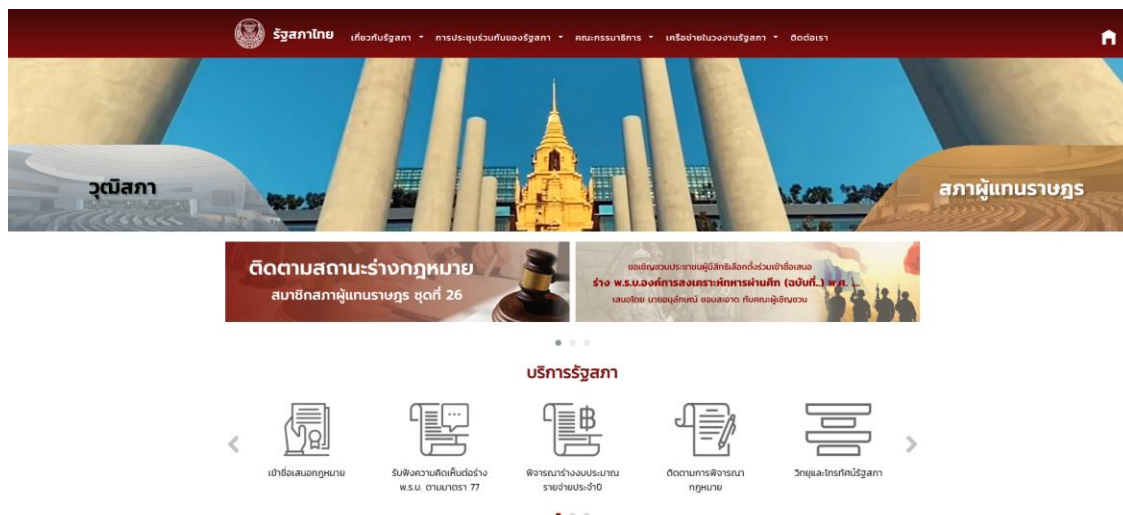 รัฐสภาไทย
เกี่ยวกับรัฐสภา
การประชุมร่วมกันของรัฐสภา
คณะกรรมาธิการ
เครือข่ายในวงงานรัฐสภา
ติดต่อเรา
วุฒิสภา
สภาผู้แทนราษฎร
ติดตามสถานะร่างกฎหมาย
สมาชิกสภาผู้แทนราษฎร ชุดที่ 26
ขอเชิญชวนประชาชนผู้มีสิทธิเลือกตั้งร่วมเข้าชื่อเสนอ
ร่าง พ.ร.บ.องค์การสงเคราะห์ทหารผ่านศึก (ฉบับที่..) พ.ศ. ...
เสนอโดย นายอนุลักษณ์ ชอบสะอาด กับคณะผู้เชิญชวน
บริการรัฐสภา
เข้าชื่อเสนอกฎหมาย
รับฟังความคิดเห็นต่อร่าง
พ.ร.บ. ตามมาตรา 77
พิจารณาร่างงบประมาณ
รายจ่ายประจำปี
ติดตามการพิจารณา
กฎหมาย
วิทยุและโทรทัศน์รัฐสภา